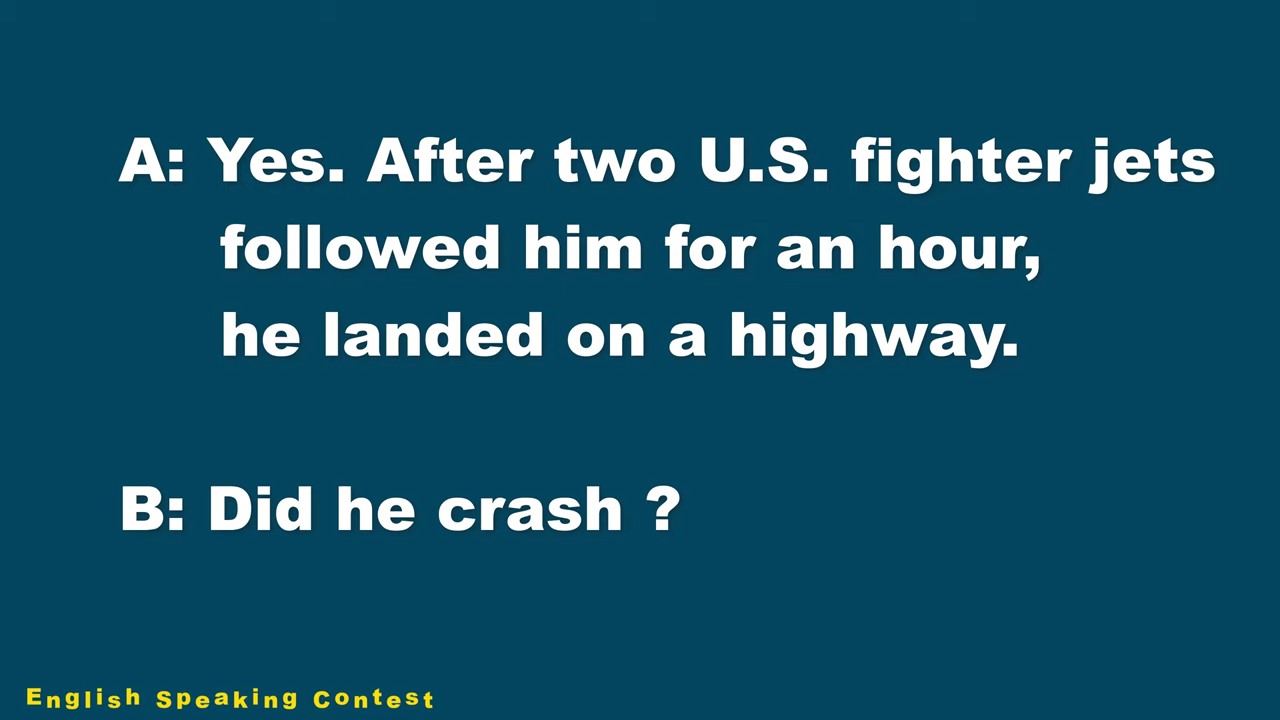 A: Yes. After two U.S. fighter jets
followed him for an hour,
he landed on a highway.
B: Did he crash ?
English Speaking Contest